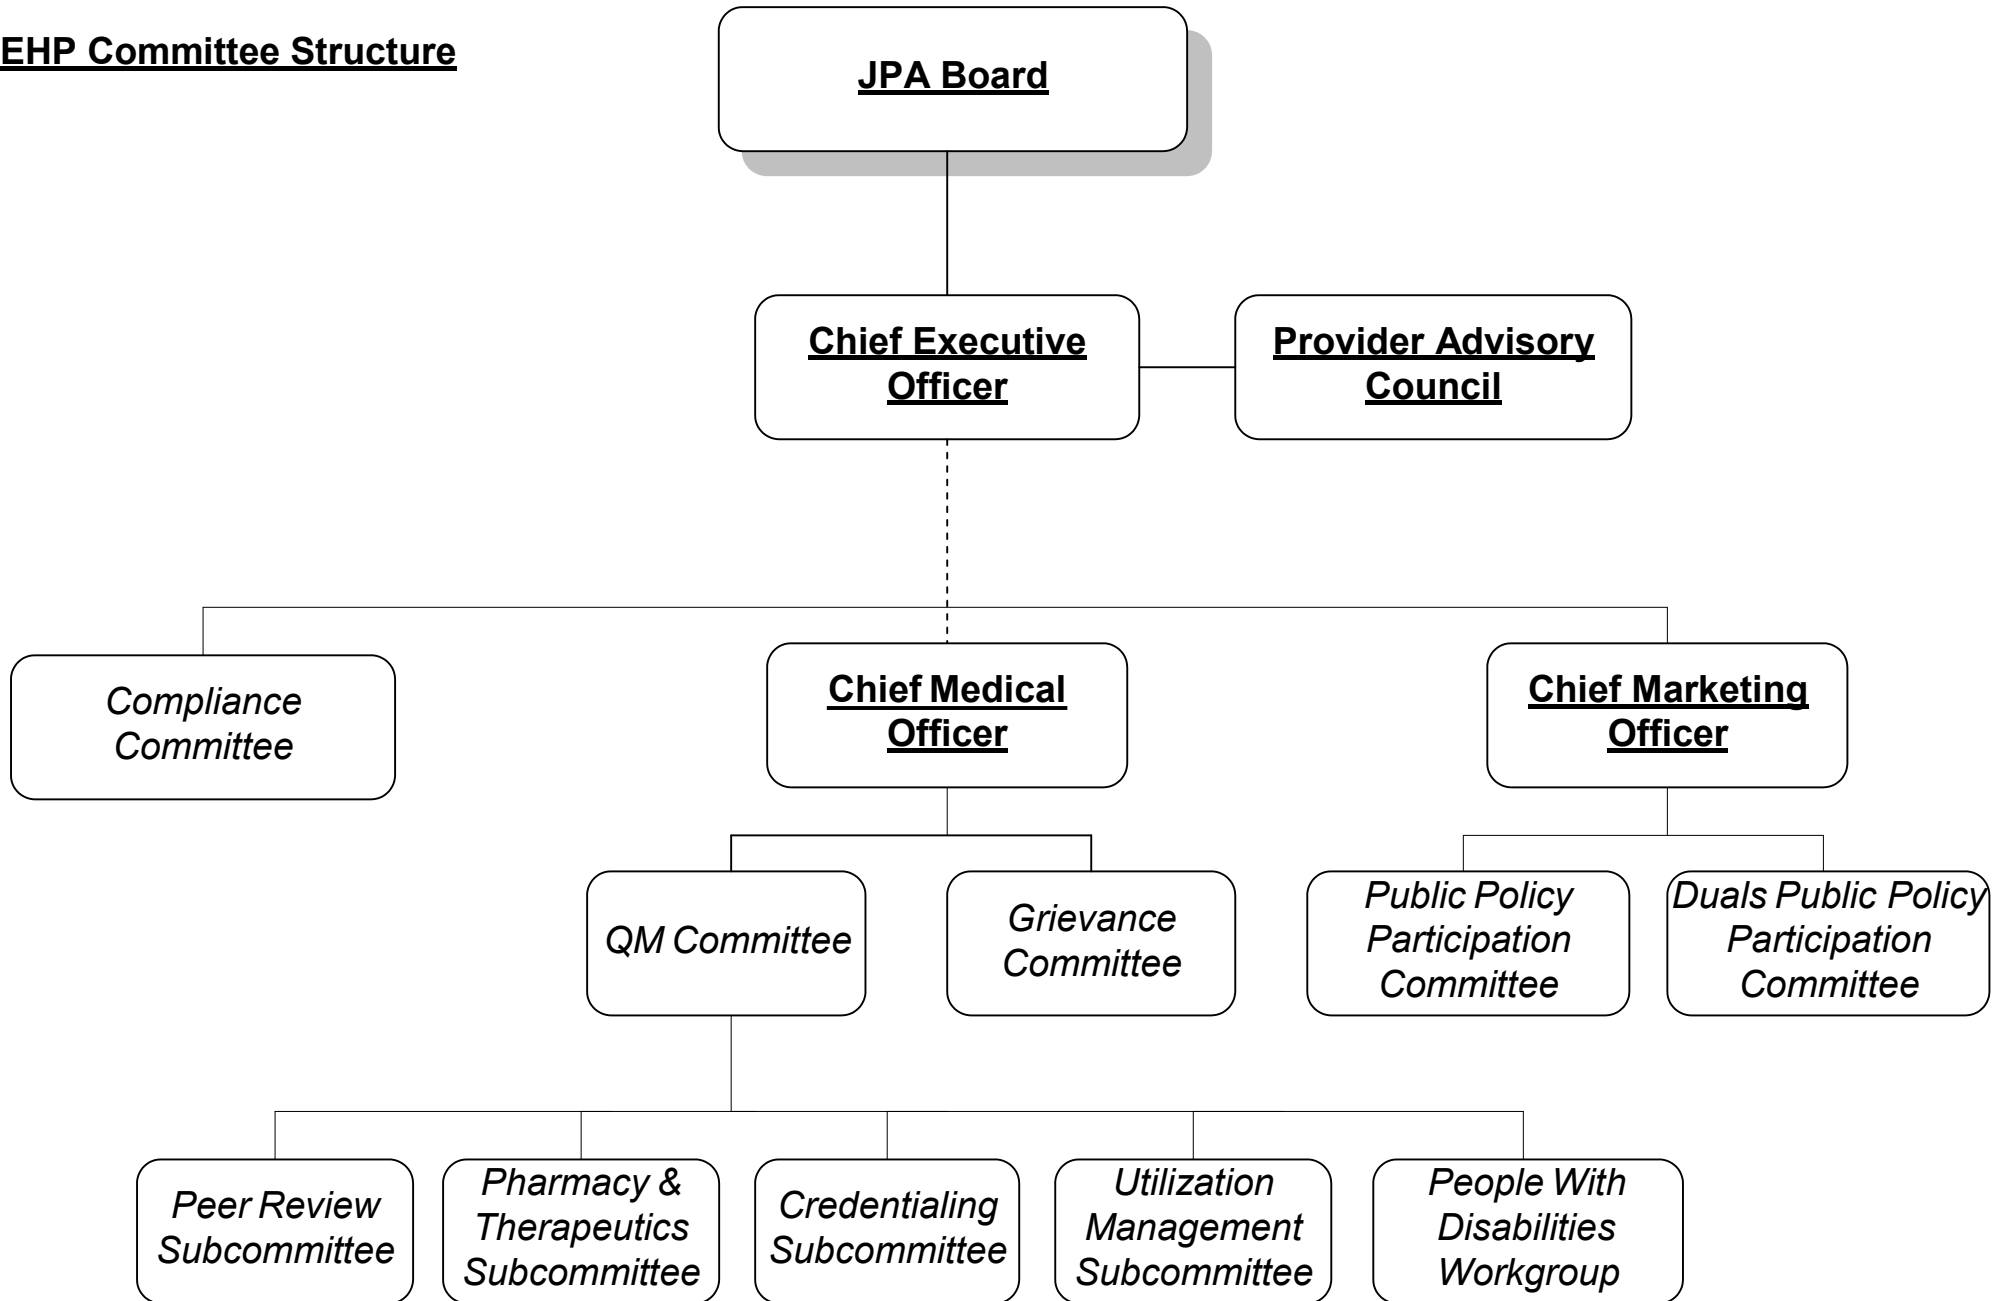 EHP Committee Structure
JPA Board
Chief Executive
Officer
Provider Advisory
Council
Compliance
Committee
Chief Medical
Officer
Chief Marketing
Officer
QM Committee
Grievance
Committee
Public Policy
Participation
Committee
Duals Public Policy
Participation
Committee
Peer Review
Subcommittee
Pharmacy &
Therapeutics
Subcommittee
Credentialing
Subcommittee
Utilization
Management
Subcommittee
People With
Disabilities
Workgroup